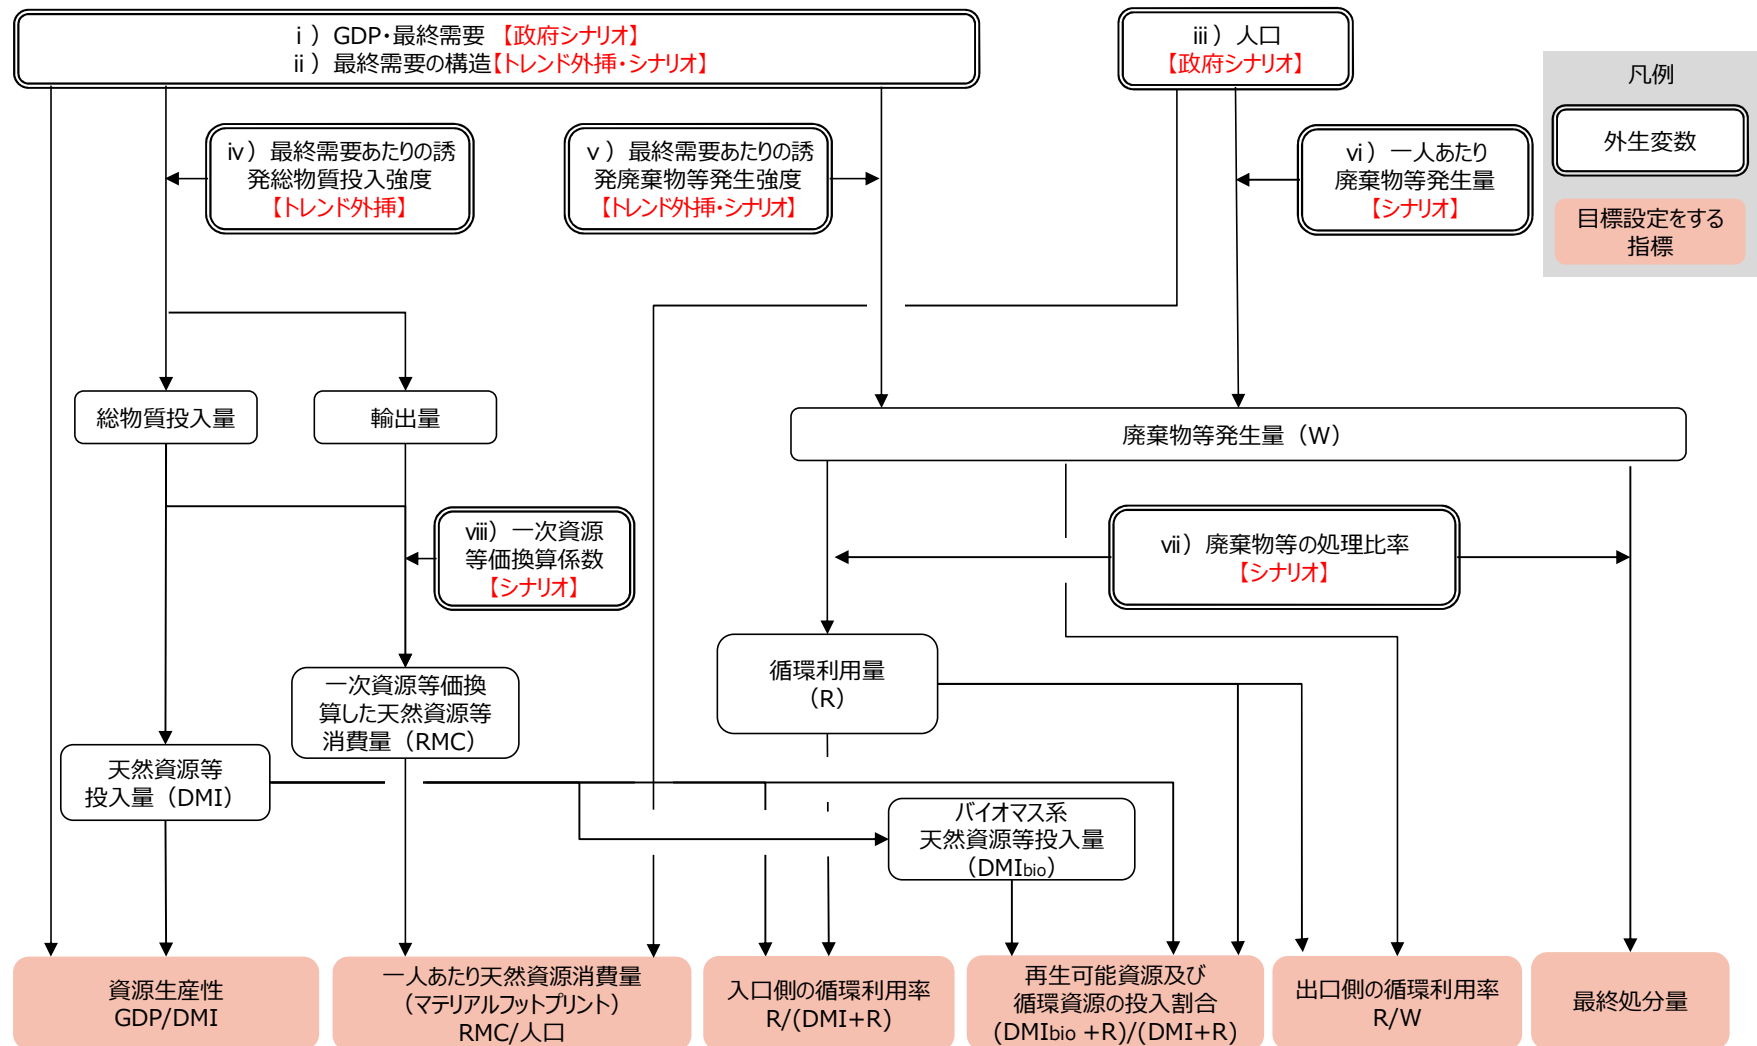 ⅰ）GDP・最終需要【政府シナリオ】
ⅱ）最終需要の構造【トレンド外挿・シナリオ】
ⅲ）人口
【政府シナリオ】
凡例
外生変数
目標設定をする
指標
ⅳ）最終需要あたりの誘
発総物質投入強度
【トレンド外挿】
ⅴ）最終需要あたりの誘
発廃棄物等発生強度
【トレンド外挿・シナリオ】
ⅵ）一人あたり
廃棄物等発生量
【シナリオ】
総物質投入量
輸出量
廃棄物等発生量（W）
ⅷ）一次資源
等価換算係数
【シナリオ】
ⅶ）廃棄物等の処理比率
【シナリオ】
循環利用量
（R）
一次資源等価換
算した天然資源等
消費量（RMC）
天然資源等
投入量（DMI）
バイオマス系
天然資源等投入量
（DMIbio）
資源生産性
GDP/DMI
一人あたり天然資源消費量
（マテリアルフットプリント）
RMC/人口
入口側の循環利用率
R/(DMI+R)
再生可能資源及び
循環資源の投入割合
(DMIbio +R)/(DMI+R)
出口側の循環利用率
R/W
最終処分量